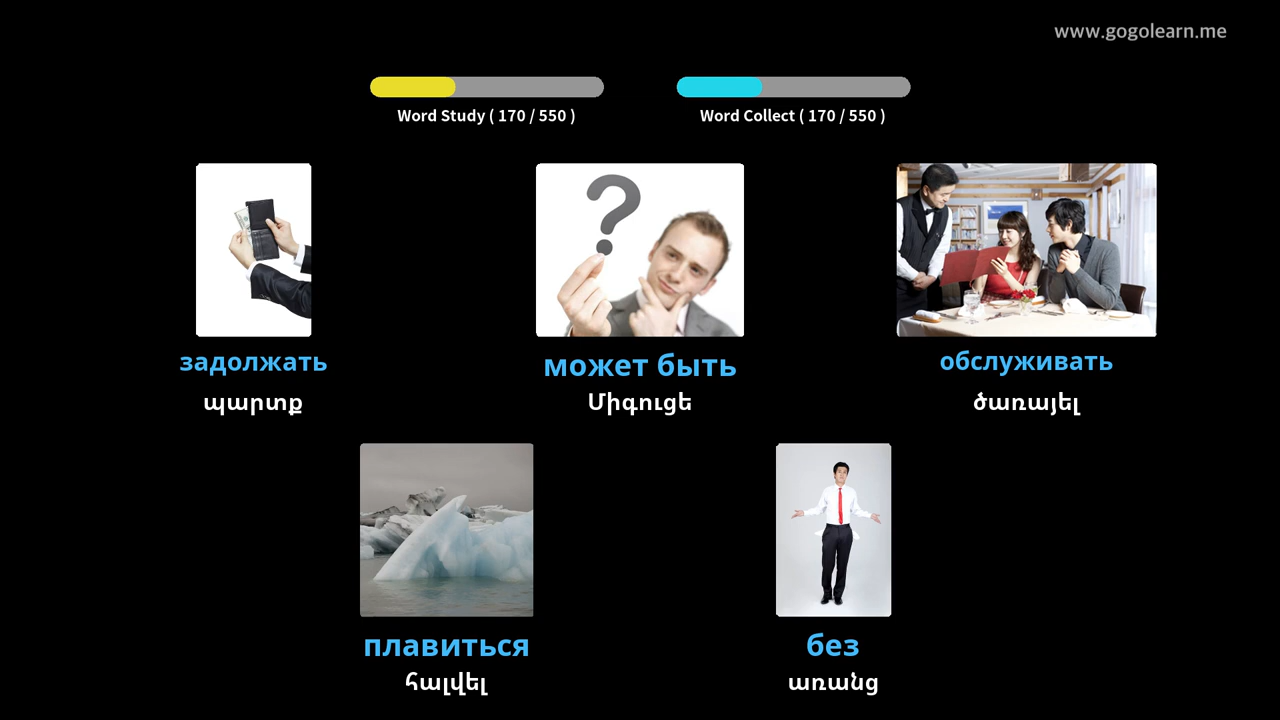 www.gogolearn.me
Word Study ( 170 / 550 )
Word Collect ( 170 / 550 )
задолжать
պարտք
может быть
Միգուցե
обслуживать
ծառայել
плавиться
հալվել
без
առանց